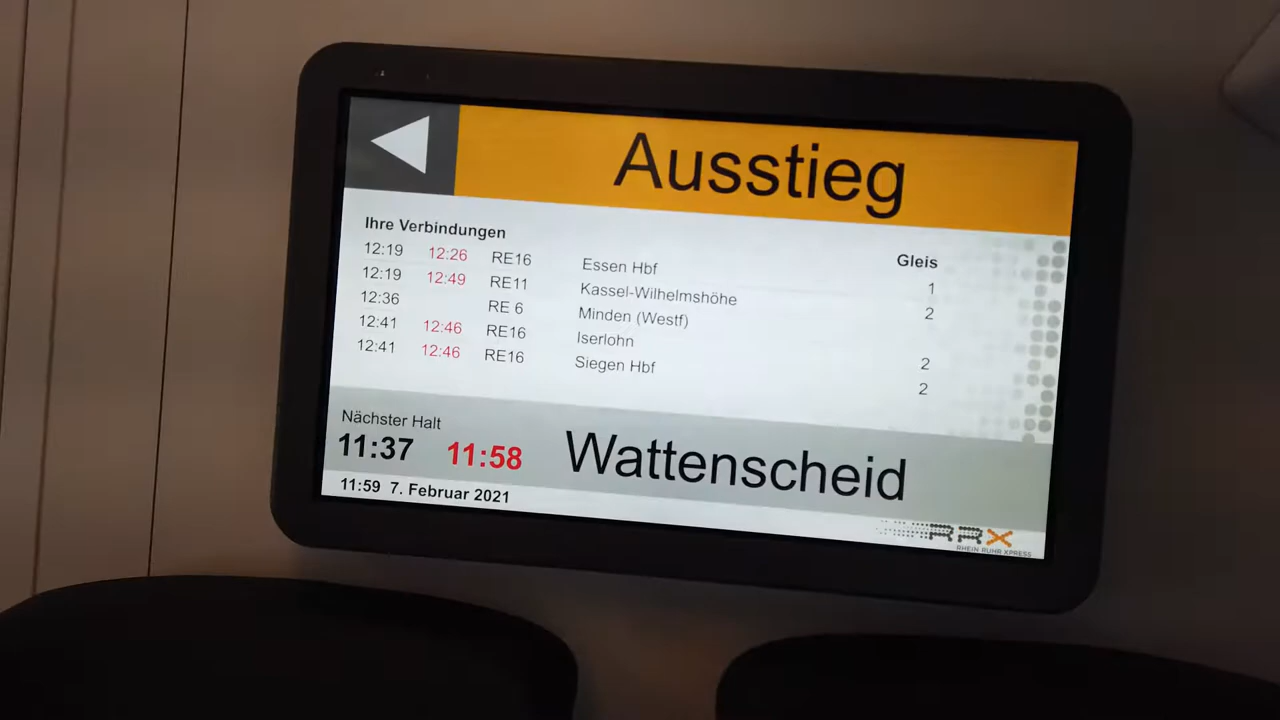 Ausstieg
Ihre Verbindungen Gleis
12:19 12:26 RE16 Essen Hbf 1
12:19 12:49 RE11 Kassel-Wilhelmshöhe 2
12:36 RE 6 Minden (Westf)
12:41 12:46 RE16 Iserlohn 2
12:41 12:46 RE16 Siegen Hbf 2
Nächster Halt
11:37 11:58 Wattenscheid
11:59 7. Februar 2021
RRX
RHEIN RUHR XPRESS